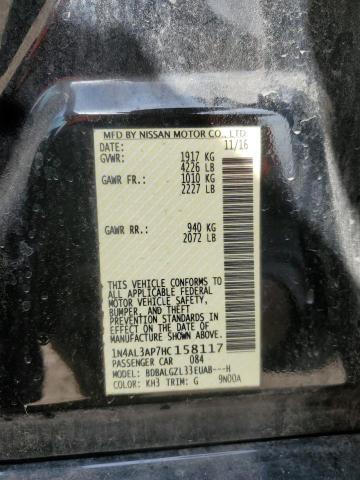 MFD BY NISSAN MOTOR CO., LTD.
DATE: 11/16
GVWR: 1917 KG
4226 LB
GAWR FR.: 1010 KG
2227 LB
GAWR RR.: 940 KG
2072 LB
THIS VEHICLE CONFORMS TO
ALL APPLICABLE FEDERAL
MOTOR VEHICLE SAFETY,
BUMPER, AND THEFT
PREVENTION STANDARDS IN
EFFECT ON THE DATE OF
MANUFACTURE SHOWN ABOVE.
1N4AL3AP7HC 158117
PASSENGER CAR 084
MODEL: BDBALGZL33EUAB---H
COLOR: KH3 TRIM: G 9N00A